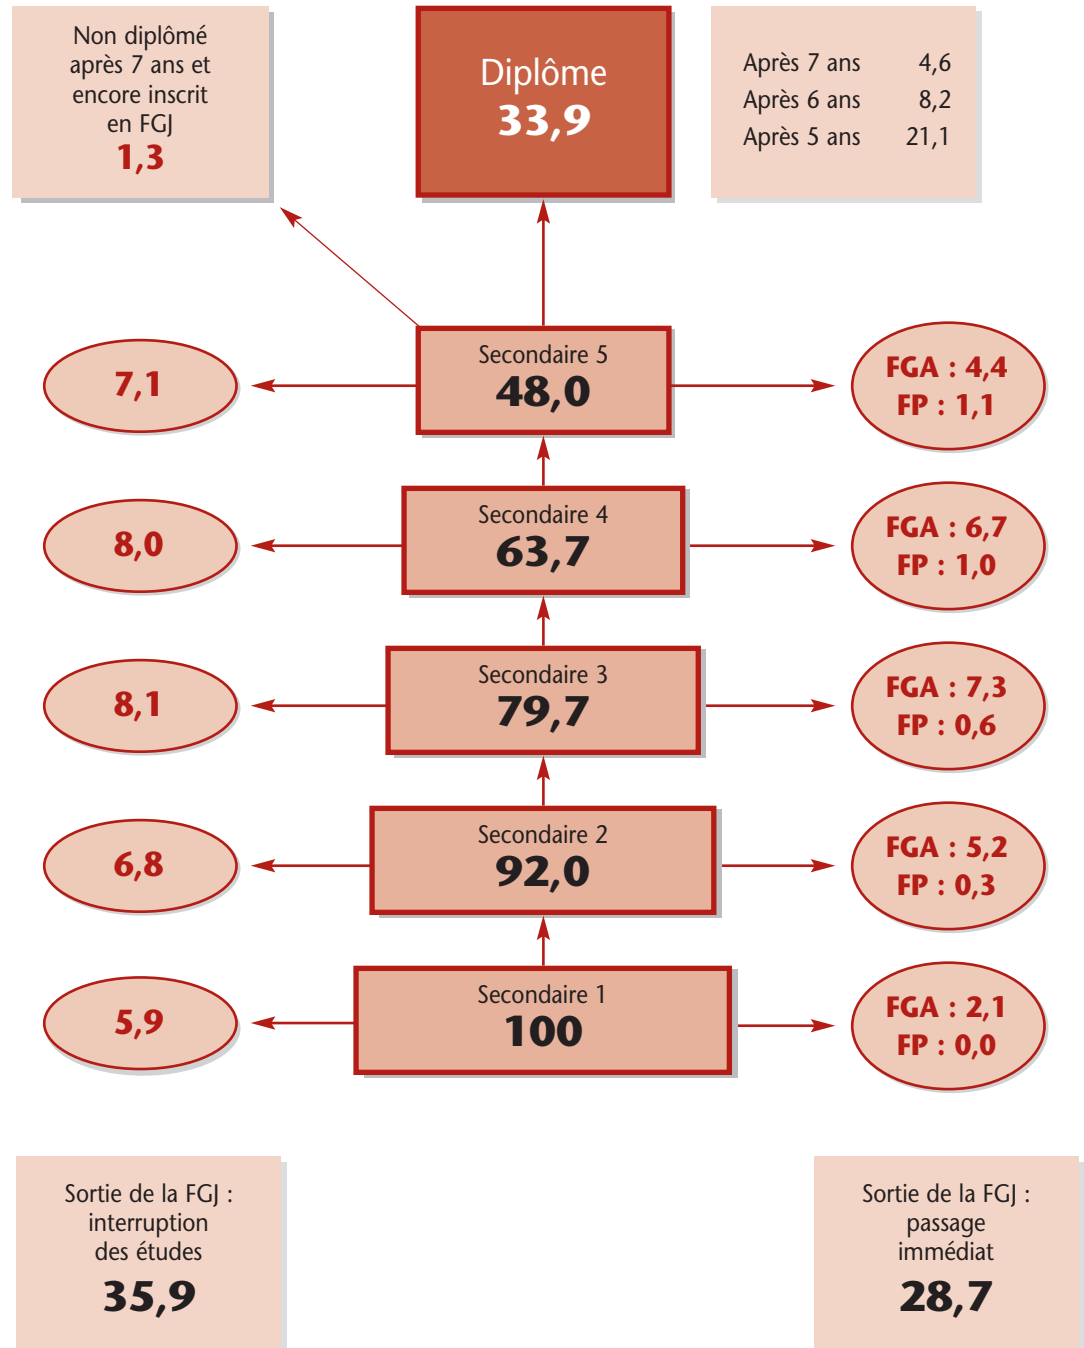 Non diplômé
après 7 ans et
encore inscrit
en FGJ
1,3
Diplôme
33,9
Après 7 ans 4,6
Après 6 ans 8,2
Après 5 ans 21,1
7,1
Secondaire 5
48,0
FGA : 4,4
FP : 1,1
8,0
Secondaire 4
63,7
FGA : 6,7
FP : 1,0
8,1
Secondaire 3
79,7
FGA : 7,3
FP : 0,6
6,8
Secondaire 2
92,0
FGA : 5,2
FP : 0,3
5,9
Secondaire 1
100
FGA : 2,1
FP : 0,0
Sortie de la FGJ :
interruption
des études
35,9
Sortie de la FGJ :
passage
immédiat
28,7